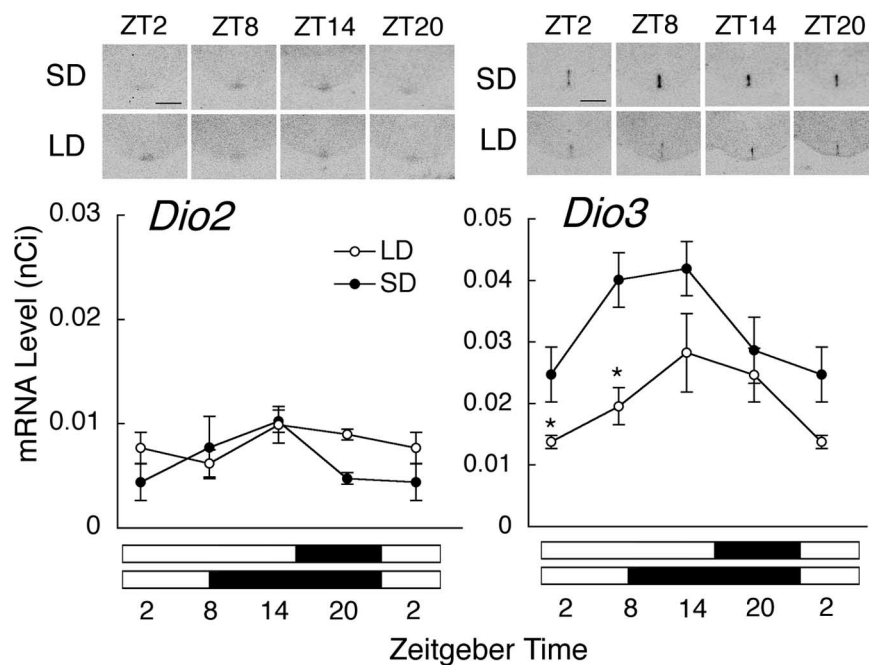 ZT2 ZT8 ZT14 ZT20 ZT2 ZT8 ZT14 ZT20
SD SD
LD LD
0.03 Dio2 0.05 Dio3
LD
SD
0.04
0.02
0.03
0.02
0.01
0.01
0 0
mRNA Level (nCi)
* *
2 8 14 20 2 2 8 14 20 2
Zeitgeber Time